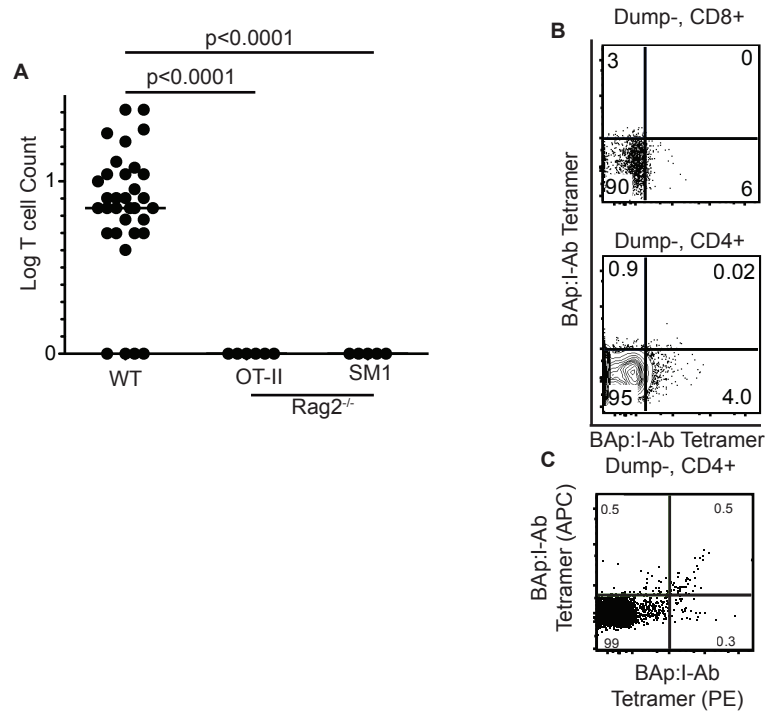 A
p<0.0001
p<0.0001
Log T cell Count
1
0
WT
OT-II
SM1
Rag2-/-
B
Dump-, CD8+
3
0
90
6
BAp:I-Ab Tetramer
Dump-, CD4+
0.9
0.02
95
4.0
BAp:I-Ab Tetramer
C
Dump-, CD4+
BAp:I-Ab
Tetramer (APC)
0.5
0.5
99
0.3
BAp:I-Ab
Tetramer (PE)